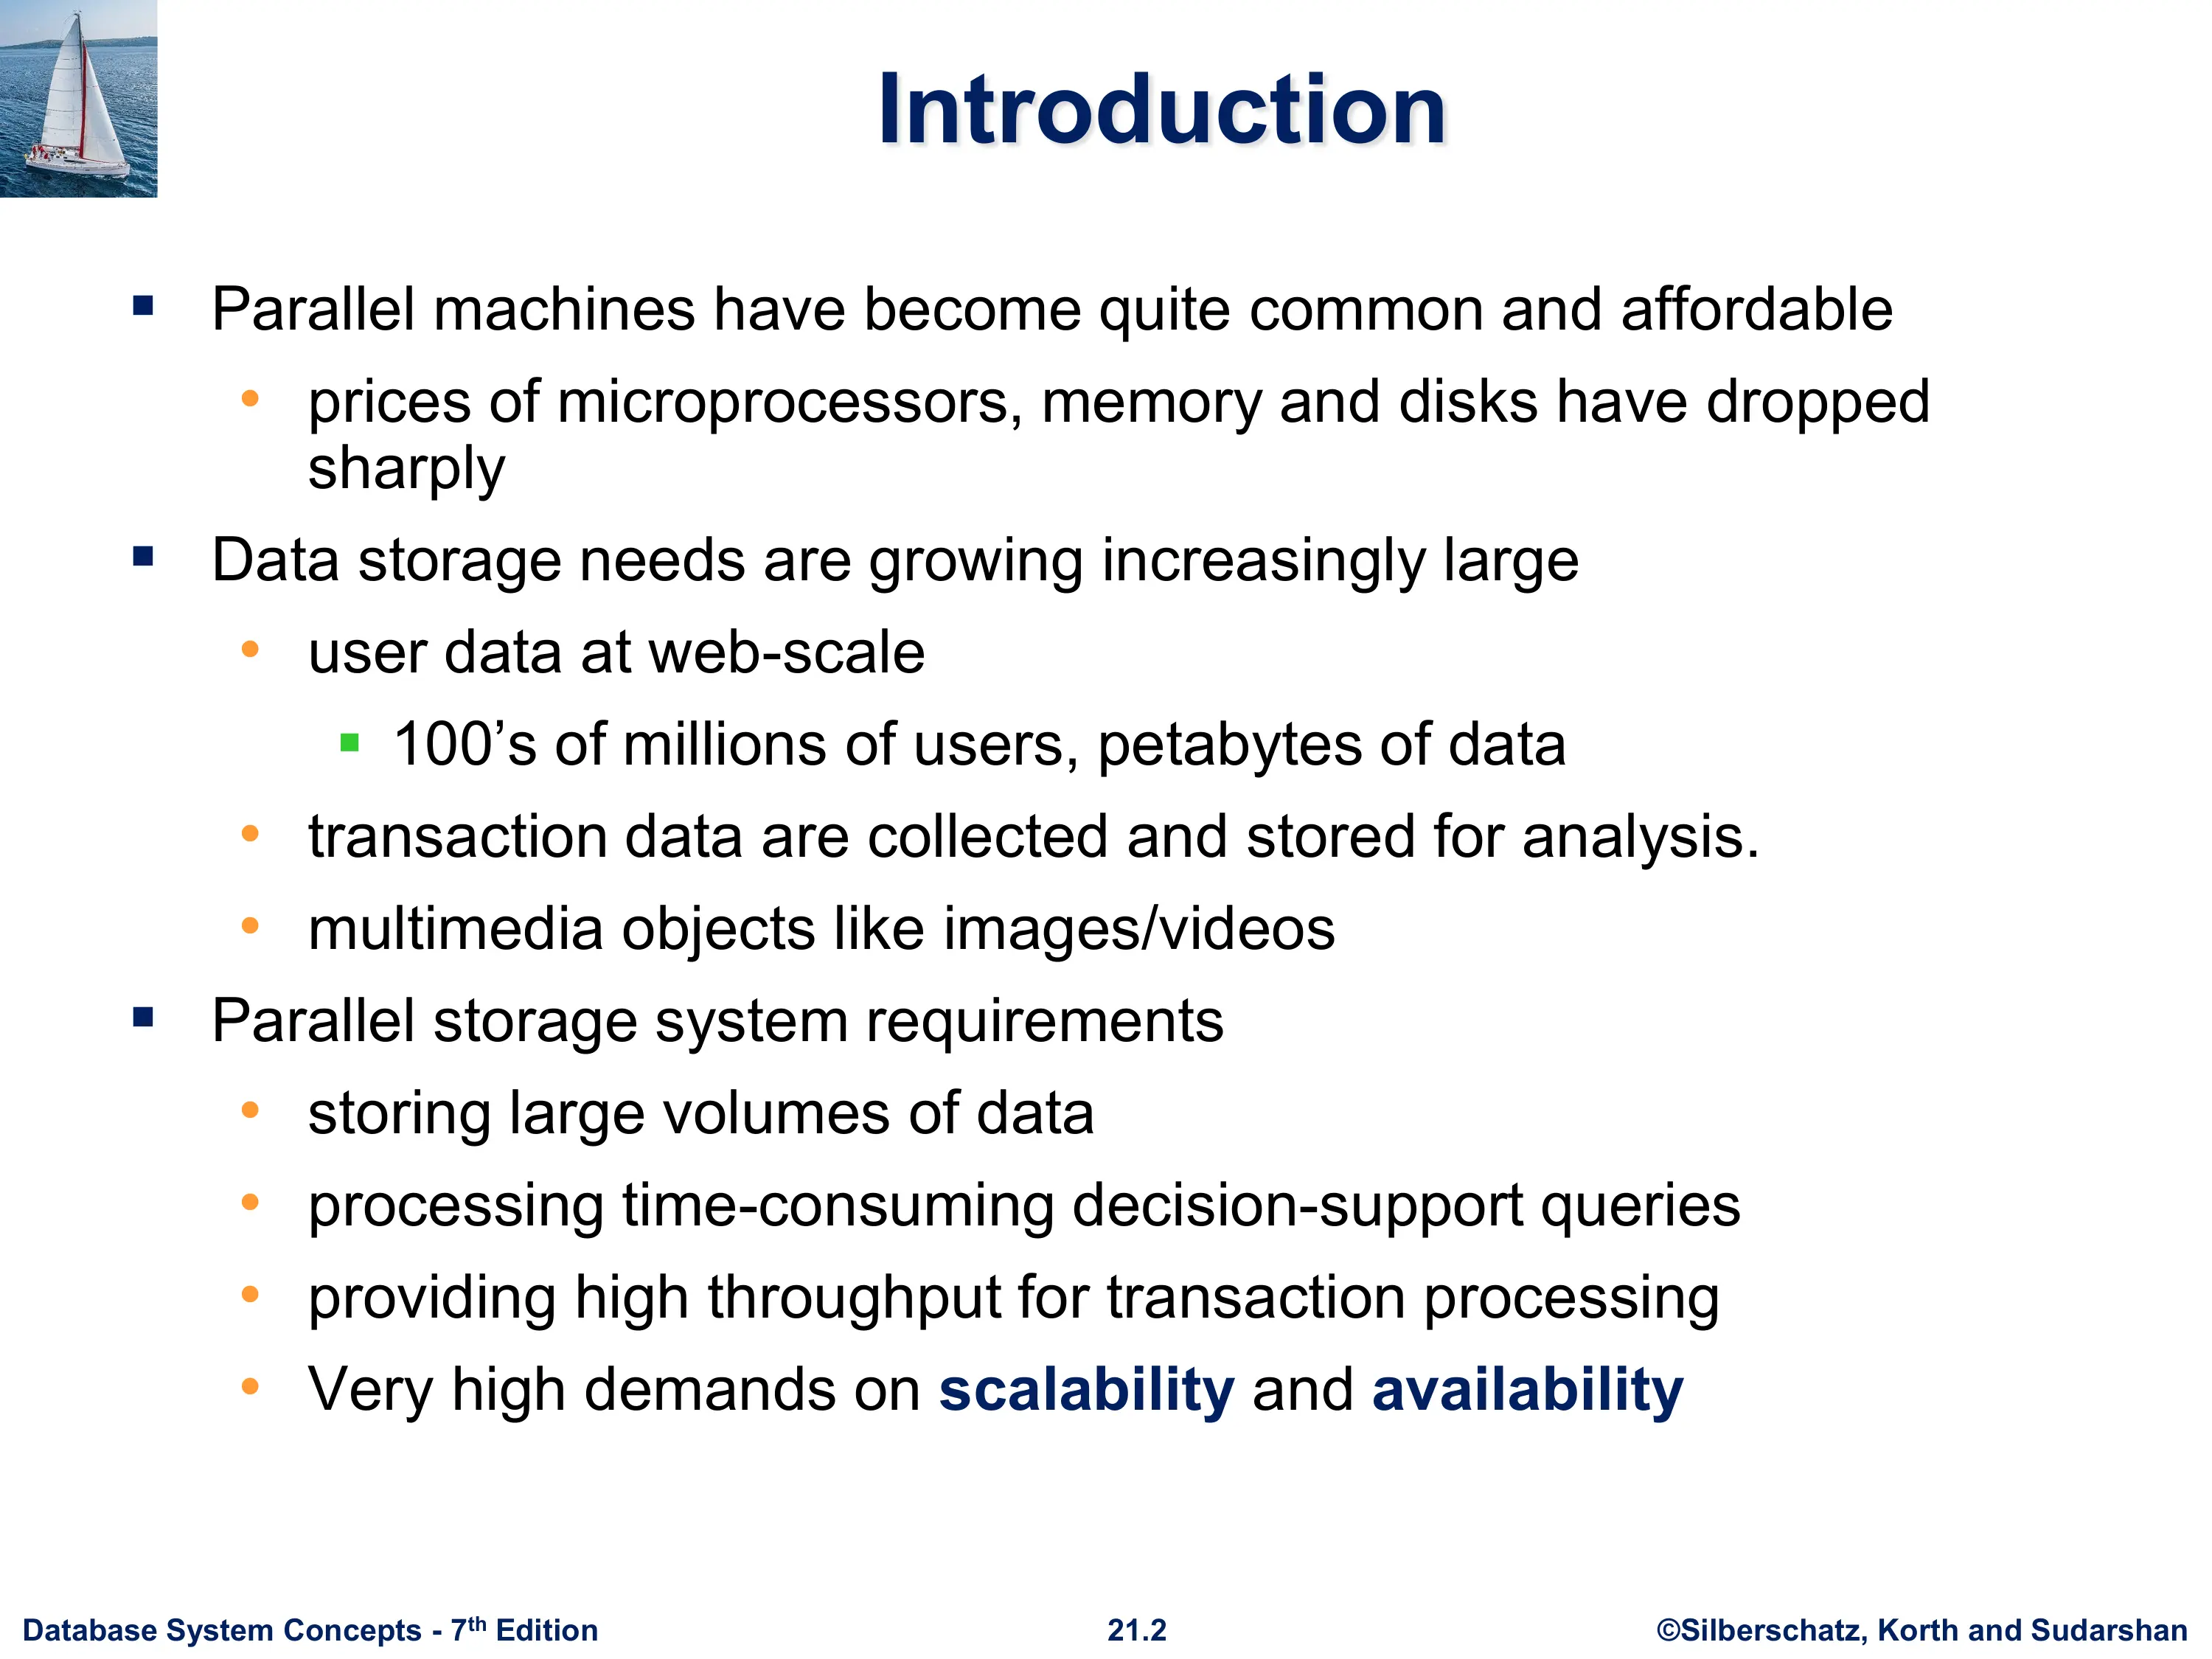 Introduction
Parallel machines have become quite common and affordable
prices of microprocessors, memory and disks have dropped
sharply
Data storage needs are growing increasingly large
user data at web-scale
100’s of millions of users, petabytes of data
transaction data are collected and stored for analysis.
multimedia objects like images/videos
Parallel storage system requirements
storing large volumes of data
processing time-consuming decision-support queries
providing high throughput for transaction processing
Very high demands on scalability and availability
Database System Concepts - 7th Edition
21.2
©Silberschatz, Korth and Sudarshan